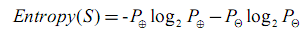 Entropy(S) = -P⊕ log₂ P⊕ – P⊖ log₂ P⊖